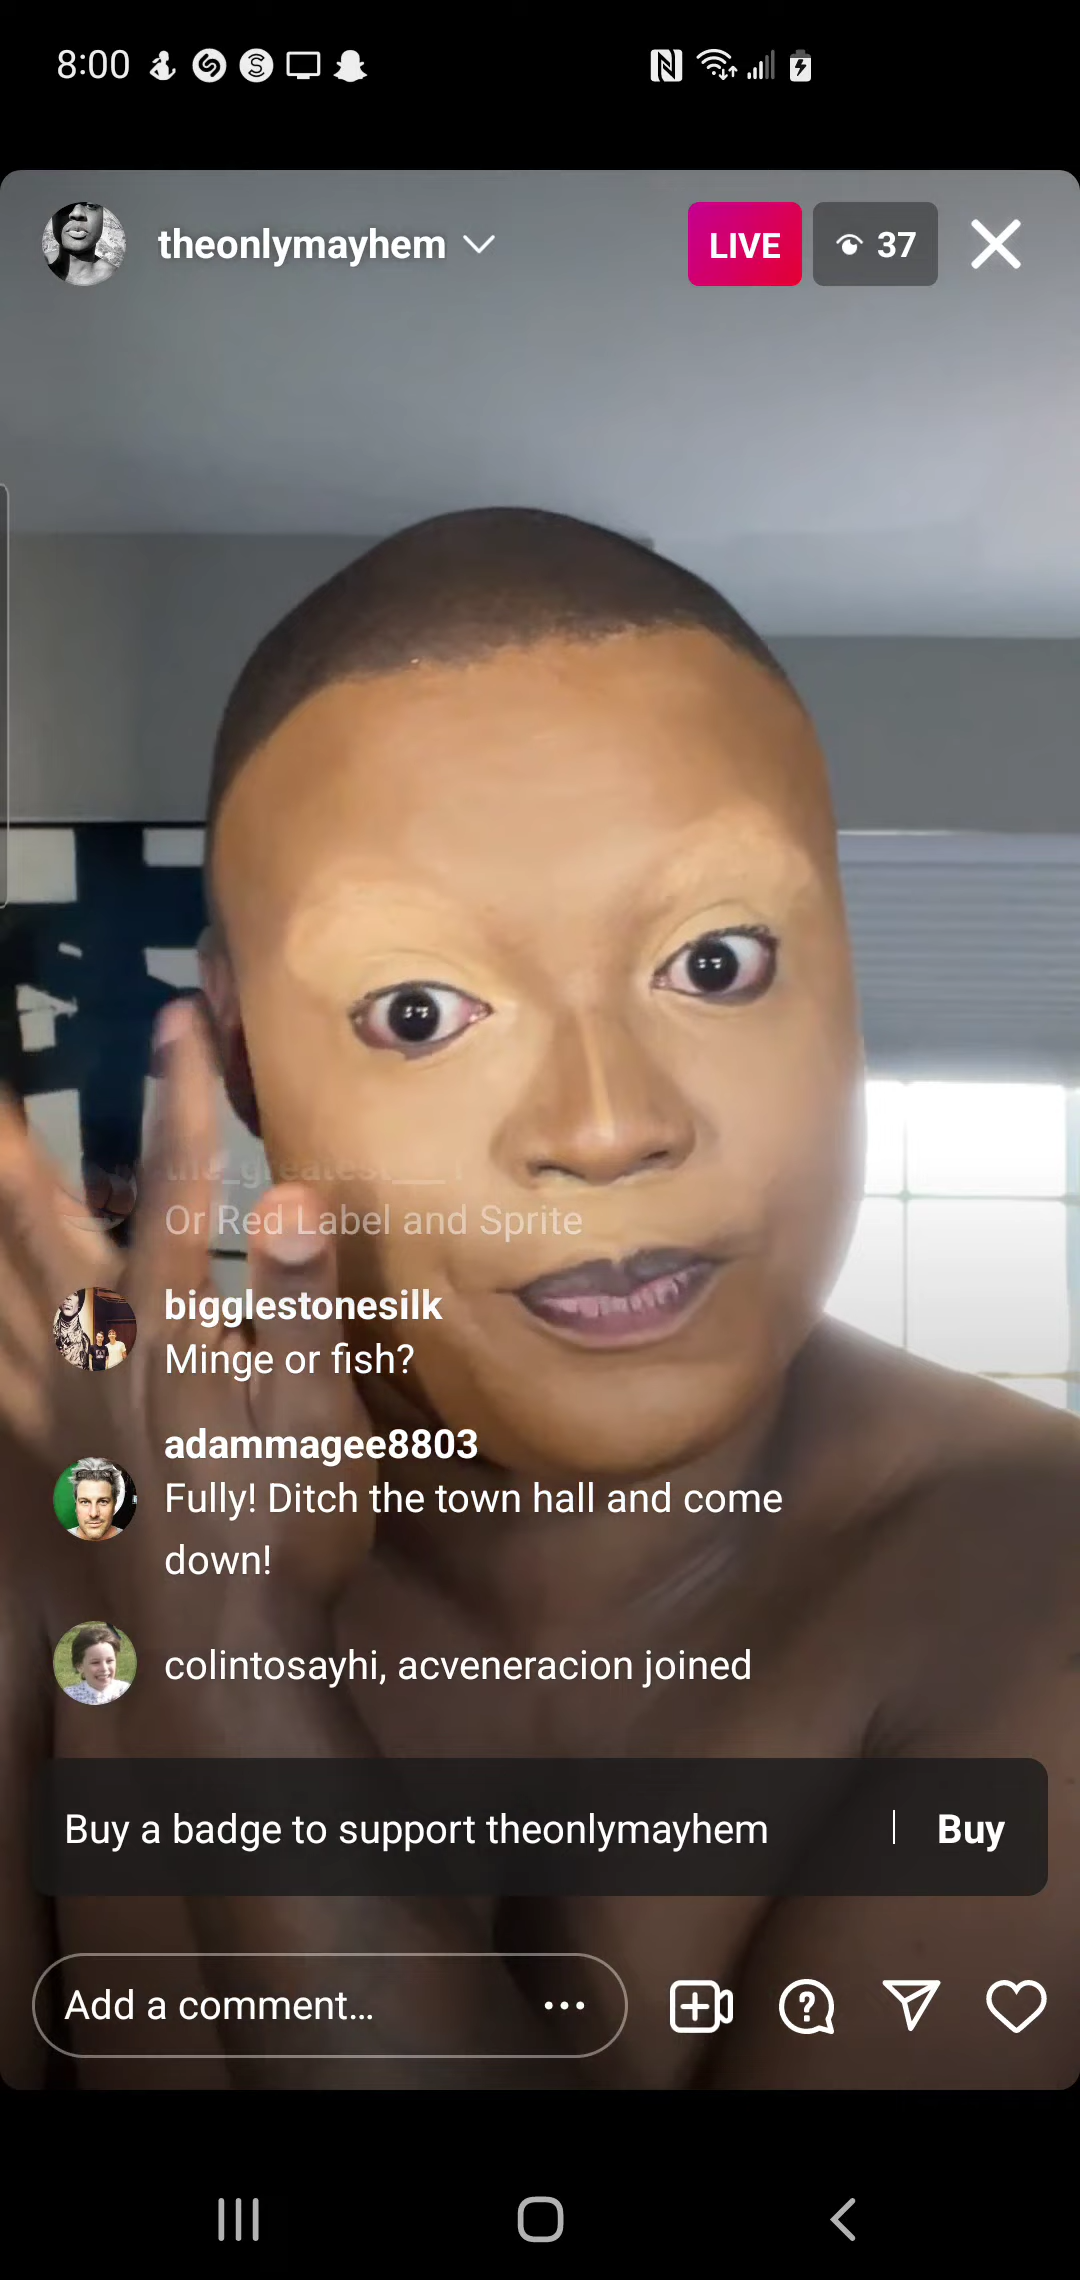 8:00
theonlymayhem
LIVE
37
the_greatest___1
Or Red Label and Sprite
bigglestonesilk
Minge or fish?
adammagee8803
Fully! Ditch the town hall and come
down!
colintosayhi, acveneracion joined
Buy a badge to support theonlymayhem
Buy
Add a comment...